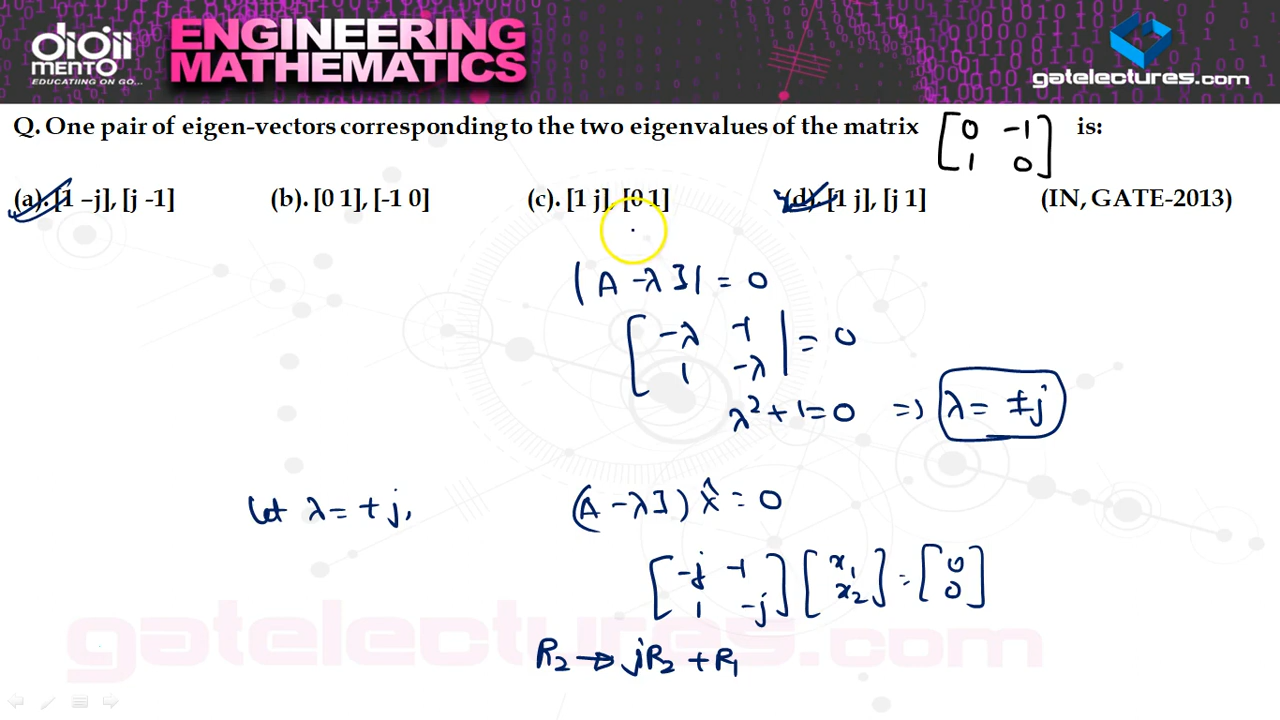 digii
MENTO
EDUCATIING ON GO...
ENGINEERING
MATHEMATICS
gatelectures.com
Q. One pair of eigen-vectors corresponding to the two eigenvalues of the matrix [0 -1
1 0] is:
(a). [1 –j], [j -1] (b). [0 1], [-1 0] (c). [1 j], [0 1] (d). [1 j], [j 1] (IN, GATE-2013)
|A -λI| = 0
[-λ -1
1 -λ| = 0
λ² + 1 = 0 => λ = ±j
Let λ = +j, (A -λI) x̂ = 0
[-j -1
1 -j] [x₁
x₂] = [0
0]
gatelectures.com
R₂ → jR₂ + R₁